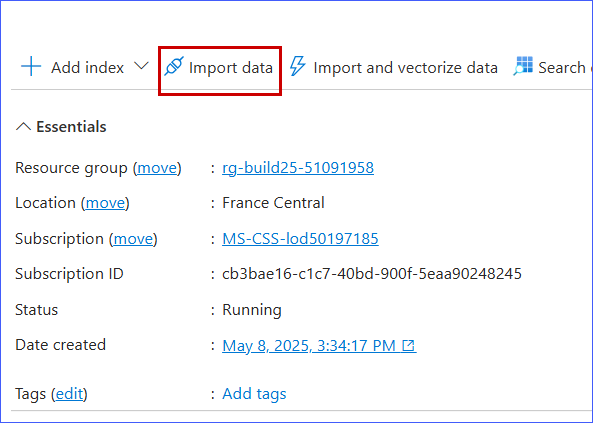 Add index Import data Import and vectorize data Search
Essentials
Resource group (move) : rg-build25-51091958
Location (move) : France Central
Subscription (move) : MS-CSS-lod50197185
Subscription ID : cb3bae16-c1c7-40bd-900f-5eaa90248245
Status : Running
Date created : May 8, 2025, 3:34:17 PM
Tags (edit) : Add tags